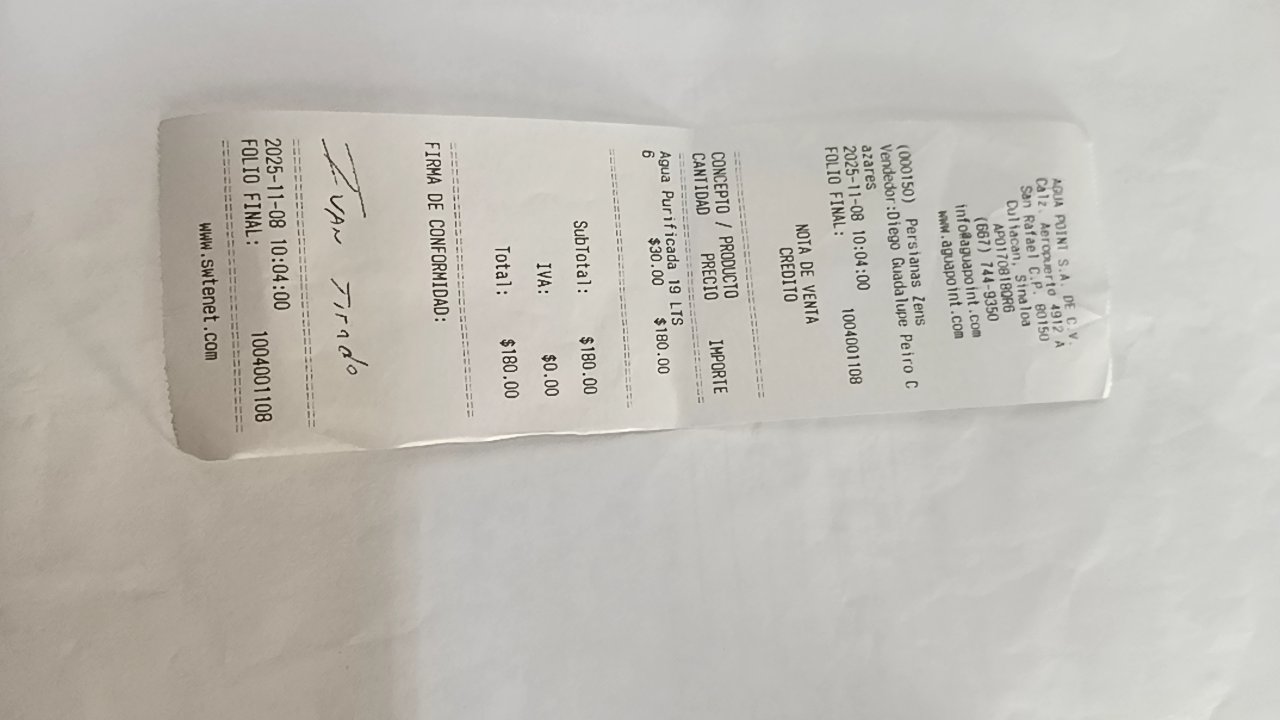 AGUA POINT S.A. DE C.V.
Calz. Aeropuerto 4912 A
San Rafael C.P. 80150
Culiacan, Sinaloa
APO170818QR6
(667) 744-9350
info@aguapoint.com
www.aguapoint.com
(000150) Persianas Zens
Vendedor:Diego Guadalupe Peiro C
azares
2025-11-08 10:04:00
FOLIO FINAL: 1004001108
NOTA DE VENTA
CREDITO
CONCEPTO / PRODUCTO
CANTIDAD PRECIO IMPORTE
Agua Purificada 19 LTS
6 $30.00 $180.00
SubTotal: $180.00
IVA: $0.00
Total: $180.00
FIRMA DE CONFORMIDAD:
IVAN TIRADO
2025-11-08 10:04:00
FOLIO FINAL: 1004001108
www.swtenet.com